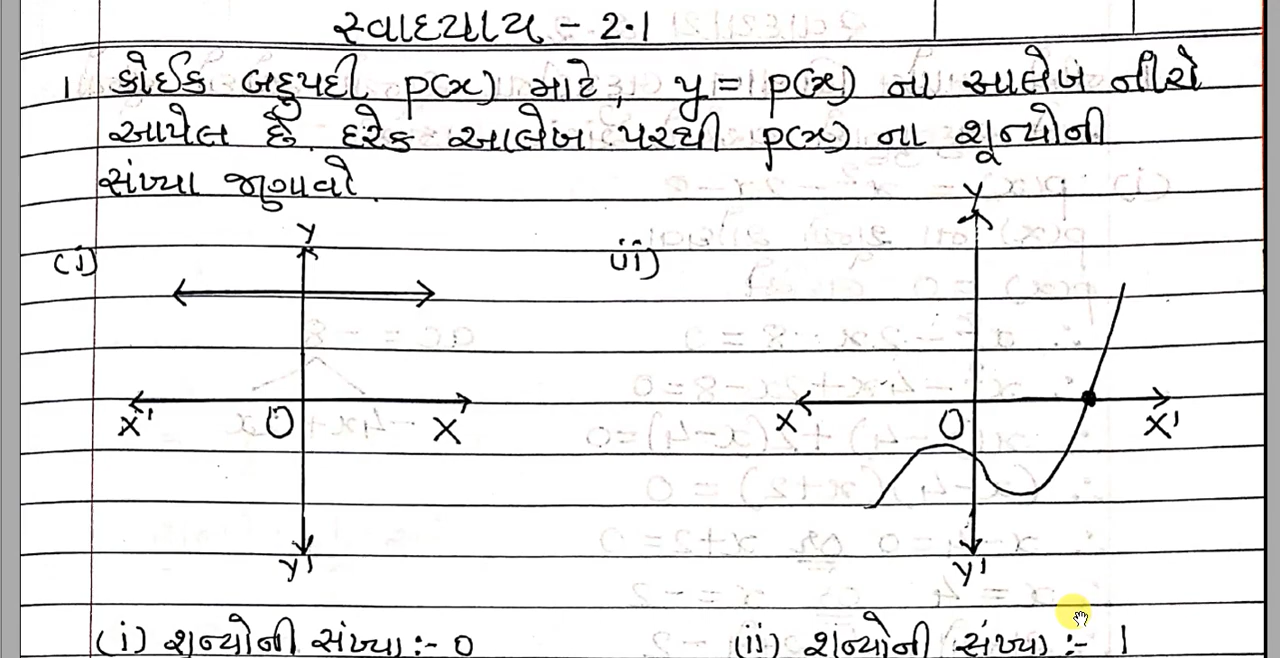 સ્વાધ્યાય - 2.1
1 કોઈક બહુપદી p(x) માટે, y = p(x) ના આલેખ નીચે
આપેલ છે. દરેક આલેખ પરથી p(x) ના શૂન્યોની
સંખ્યા જણાવો.
(i) Y
X' O X
Y'
(ii) Y
X O X'
Y'
(i) શૂન્યોની સંખ્યા :- 0 (ii) શૂન્યોની સંખ્યા :- 1